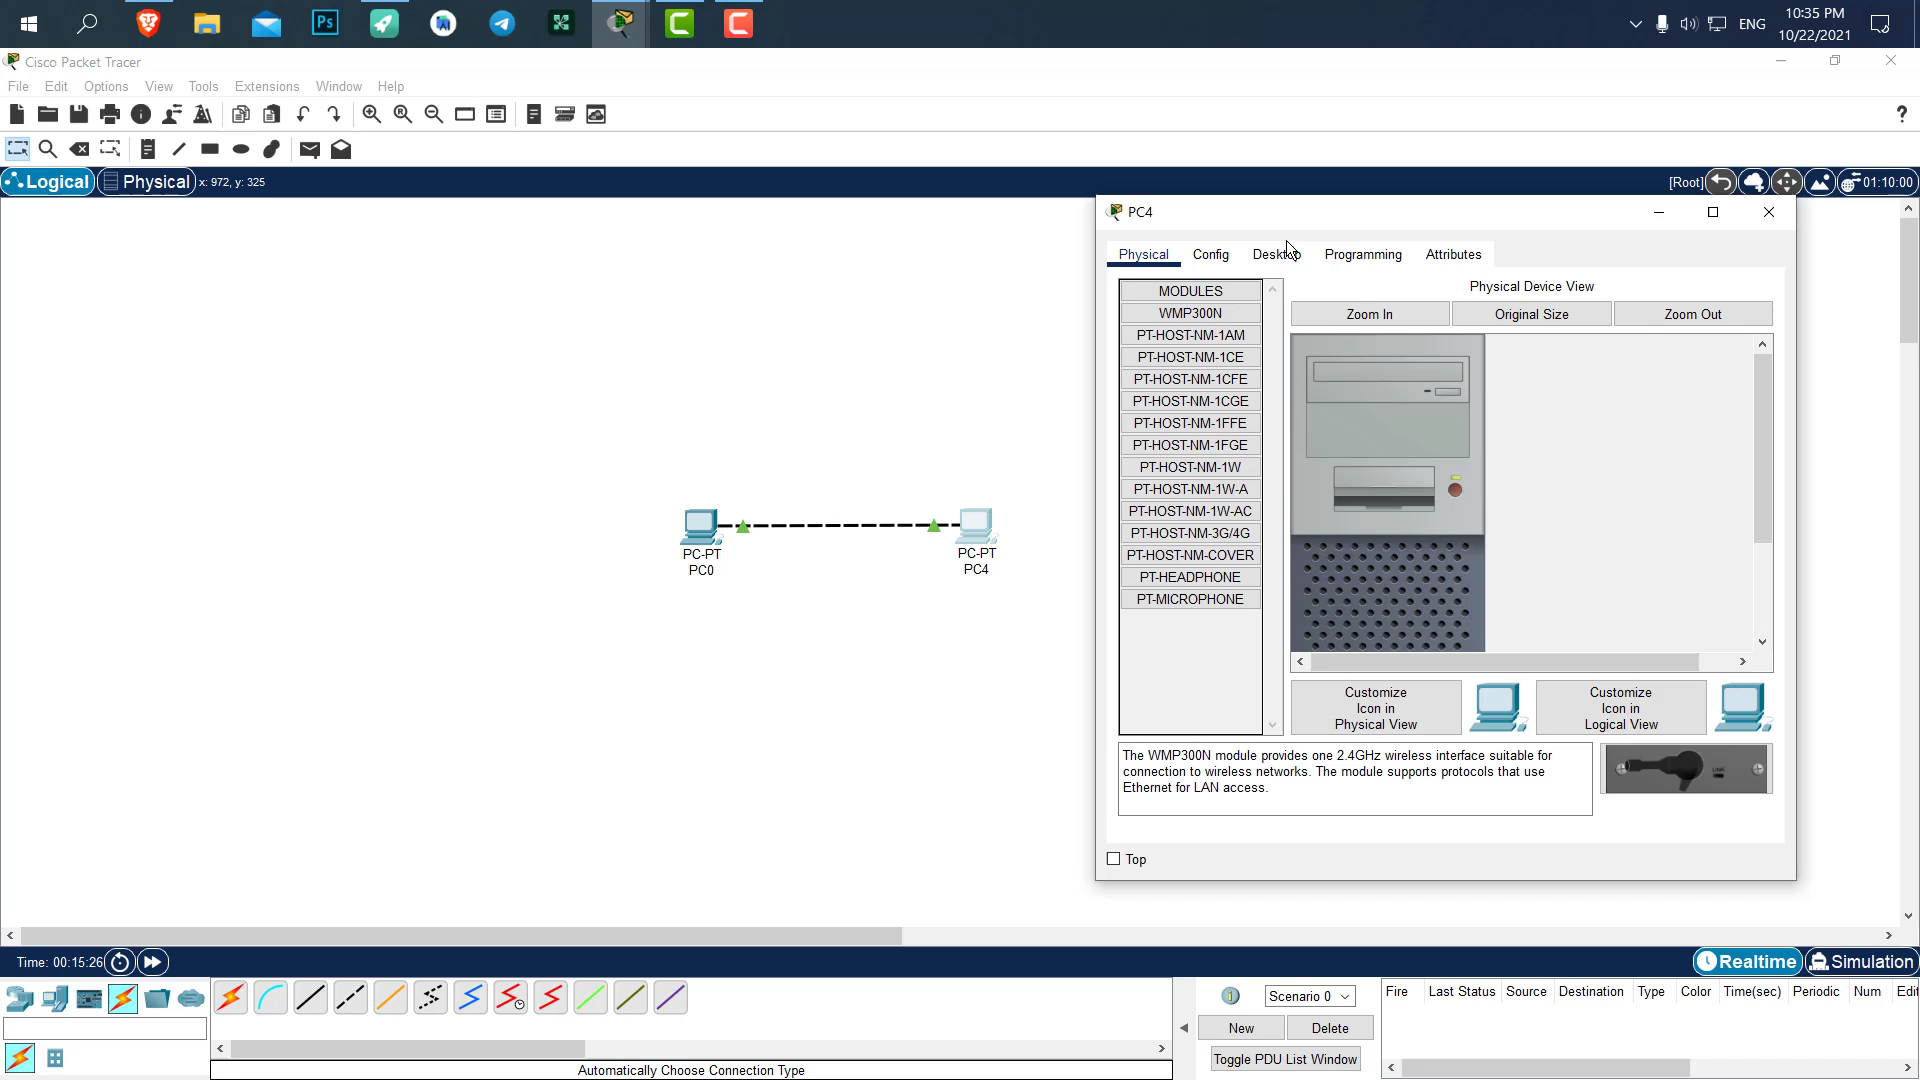 Ps
ENG
10:35 PM
10/22/2021
Cisco Packet Tracer
File Edit Options View Tools Extensions Window Help
?
Logical Physical x: 972, y: 325
[Root] 01:10:00
PC4
Physical Config Desktop Programming Attributes
MODULES
WMP300N
PT-HOST-NM-1AM
PT-HOST-NM-1CE
PT-HOST-NM-1CFE
PT-HOST-NM-1CGE
PT-HOST-NM-1FFE
PT-HOST-NM-1FGE
PT-HOST-NM-1W
PT-HOST-NM-1W-A
PT-HOST-NM-1W-AC
PT-HOST-NM-3G/4G
PT-HOST-NM-COVER
PT-HEADPHONE
PT-MICROPHONE
Physical Device View
Zoom In Original Size Zoom Out
Customize
Icon in
Physical View
Customize
Icon in
Logical View
The WMP300N module provides one 2.4GHz wireless interface suitable for
connection to wireless networks. The module supports protocols that use
Ethernet for LAN access.
Top
PC-PT
PC0
PC-PT
PC4
Time: 00:15:26
Realtime Simulation
Scenario 0
New Delete
Toggle PDU List Window
Fire Last Status Source Destination Type Color Time(sec) Periodic Num Edit
Automatically Choose Connection Type